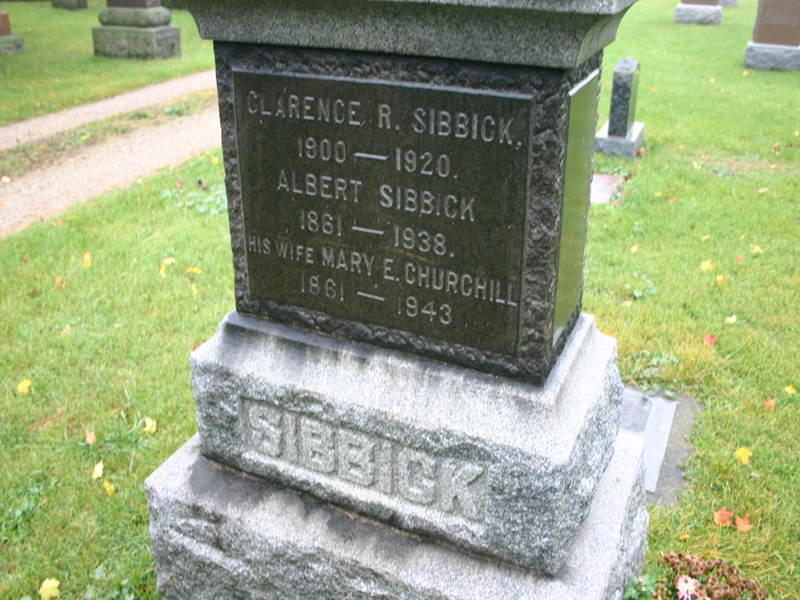 CLARENCE R. SIBBICK,
1900 — 1920.
ALBERT SIBBICK
1861 — 1938.
HIS WIFE MARY E. CHURCHILL
1861 — 1943
SIBBICK